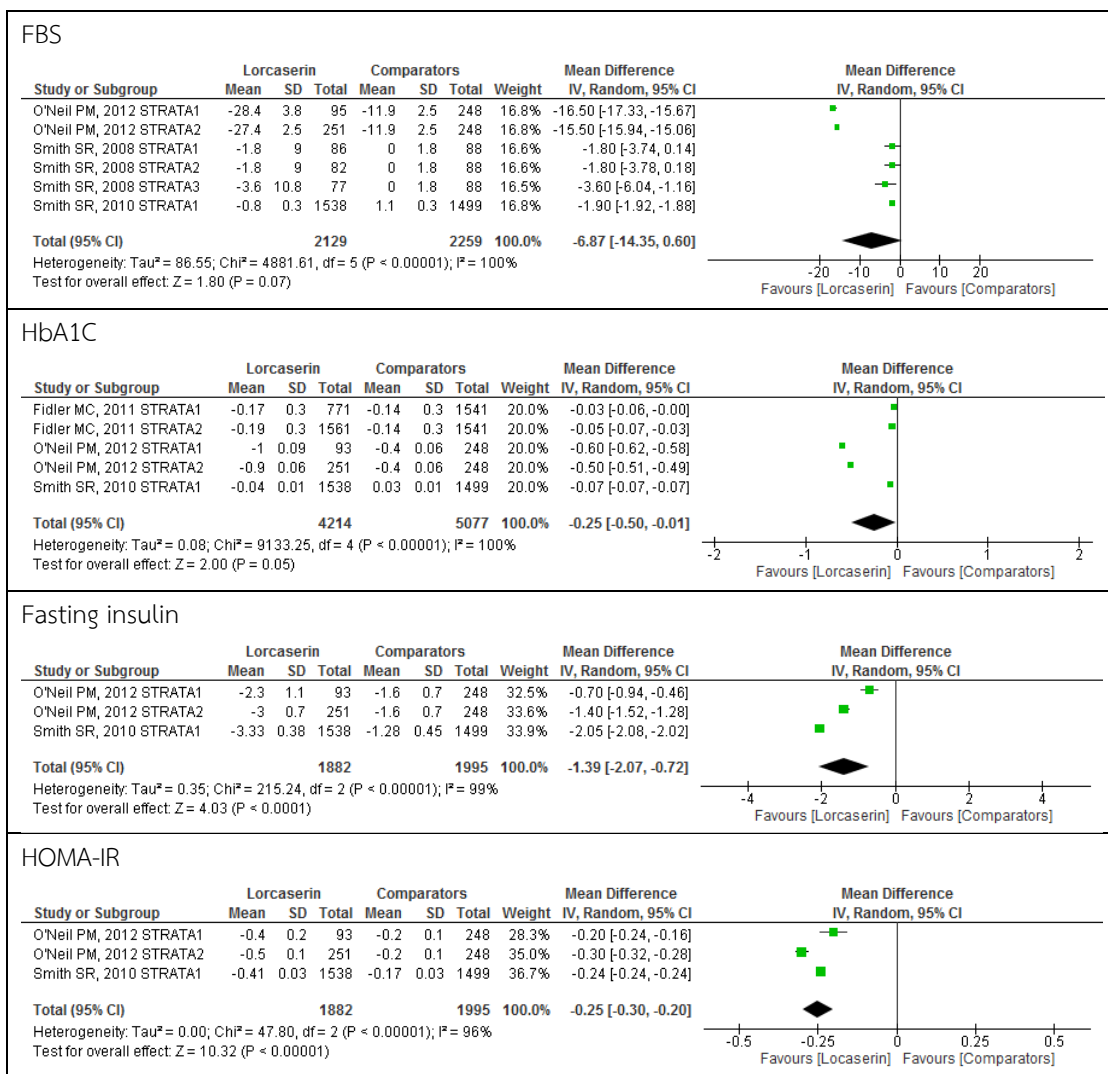 FBS
Lorcaserin Comparators Mean Difference Mean Difference
Study or Subgroup Mean SD Total Mean SD Total Weight IV, Random, 95% CI IV, Random, 95% CI
O'Neil PM, 2012 STRATA1 -28.4 3.8 95 -11.9 2.5 248 16.8% -16.50 [-17.33, -15.67]
O'Neil PM, 2012 STRATA2 -27.4 2.5 251 -11.9 2.5 248 16.8% -15.50 [-15.94, -15.06]
Smith SR, 2008 STRATA1 -1.8 9 86 0 1.8 88 16.6% -1.80 [-3.74, 0.14]
Smith SR, 2008 STRATA2 -1.8 9 82 0 1.8 88 16.6% -1.80 [-3.78, 0.18]
Smith SR, 2008 STRATA3 -3.6 10.8 77 0 1.8 88 16.5% -3.60 [-6.04, -1.16]
Smith SR, 2010 STRATA1 -0.8 0.3 1538 1.1 0.3 1499 16.8% -1.90 [-1.92, -1.88]
Total (95% CI) 2129 2259 100.0% -6.87 [-14.35, 0.60]
Heterogeneity: Tau² = 86.55; Chi² = 4881.61, df = 5 (P < 0.00001); I² = 100%
Test for overall effect: Z = 1.80 (P = 0.07)
-20 -10 0 10 20
Favours [Lorcaserin] Favours [Comparators]
HbA1C
Lorcaserin Comparators Mean Difference Mean Difference
Study or Subgroup Mean SD Total Mean SD Total Weight IV, Random, 95% CI IV, Random, 95% CI
Fidler MC, 2011 STRATA1 -0.17 0.3 771 -0.14 0.3 1541 20.0% -0.03 [-0.06, -0.00]
Fidler MC, 2011 STRATA2 -0.19 0.3 1561 -0.14 0.3 1541 20.0% -0.05 [-0.07, -0.03]
O'Neil PM, 2012 STRATA1 -1 0.09 93 -0.4 0.06 248 20.0% -0.60 [-0.62, -0.58]
O'Neil PM, 2012 STRATA2 -0.9 0.06 251 -0.4 0.06 248 20.0% -0.50 [-0.51, -0.49]
Smith SR, 2010 STRATA1 -0.04 0.01 1538 0.03 0.01 1499 20.0% -0.07 [-0.07, -0.07]
Total (95% CI) 4214 5077 100.0% -0.25 [-0.50, -0.01]
Heterogeneity: Tau² = 0.08; Chi² = 9133.25, df = 4 (P < 0.00001); I² = 100%
Test for overall effect: Z = 2.00 (P = 0.05)
-2 -1 0 1 2
Favours [Lorcaserin] Favours [Comparators]
Fasting insulin
Lorcaserin Comparators Mean Difference Mean Difference
Study or Subgroup Mean SD Total Mean SD Total Weight IV, Random, 95% CI IV, Random, 95% CI
O'Neil PM, 2012 STRATA1 -2.3 1.1 93 -1.6 0.7 248 32.5% -0.70 [-0.94, -0.46]
O'Neil PM, 2012 STRATA2 -3 0.7 251 -1.6 0.7 248 33.6% -1.40 [-1.52, -1.28]
Smith SR, 2010 STRATA1 -3.33 0.38 1538 -1.28 0.45 1499 33.9% -2.05 [-2.08, -2.02]
Total (95% CI) 1882 1995 100.0% -1.39 [-2.07, -0.72]
Heterogeneity: Tau² = 0.35; Chi² = 215.24, df = 2 (P < 0.00001); I² = 99%
Test for overall effect: Z = 4.03 (P < 0.0001)
-4 -2 0 2 4
Favours [Lorcaserin] Favours [Comparators]
HOMA-IR
Lorcaserin Comparators Mean Difference Mean Difference
Study or Subgroup Mean SD Total Mean SD Total Weight IV, Random, 95% CI IV, Random, 95% CI
O'Neil PM, 2012 STRATA1 -0.4 0.2 93 -0.2 0.1 248 28.3% -0.20 [-0.24, -0.16]
O'Neil PM, 2012 STRATA2 -0.5 0.1 251 -0.2 0.1 248 35.0% -0.30 [-0.32, -0.28]
Smith SR, 2010 STRATA1 -0.41 0.03 1538 -0.17 0.03 1499 36.7% -0.24 [-0.24, -0.24]
Total (95% CI) 1882 1995 100.0% -0.25 [-0.30, -0.20]
Heterogeneity: Tau² = 0.00; Chi² = 47.80, df = 2 (P < 0.00001); I² = 96%
Test for overall effect: Z = 10.32 (P < 0.00001)
-0.5 -0.25 0 0.25 0.5
Favours [Lorcaserin] Favours [Comparators]